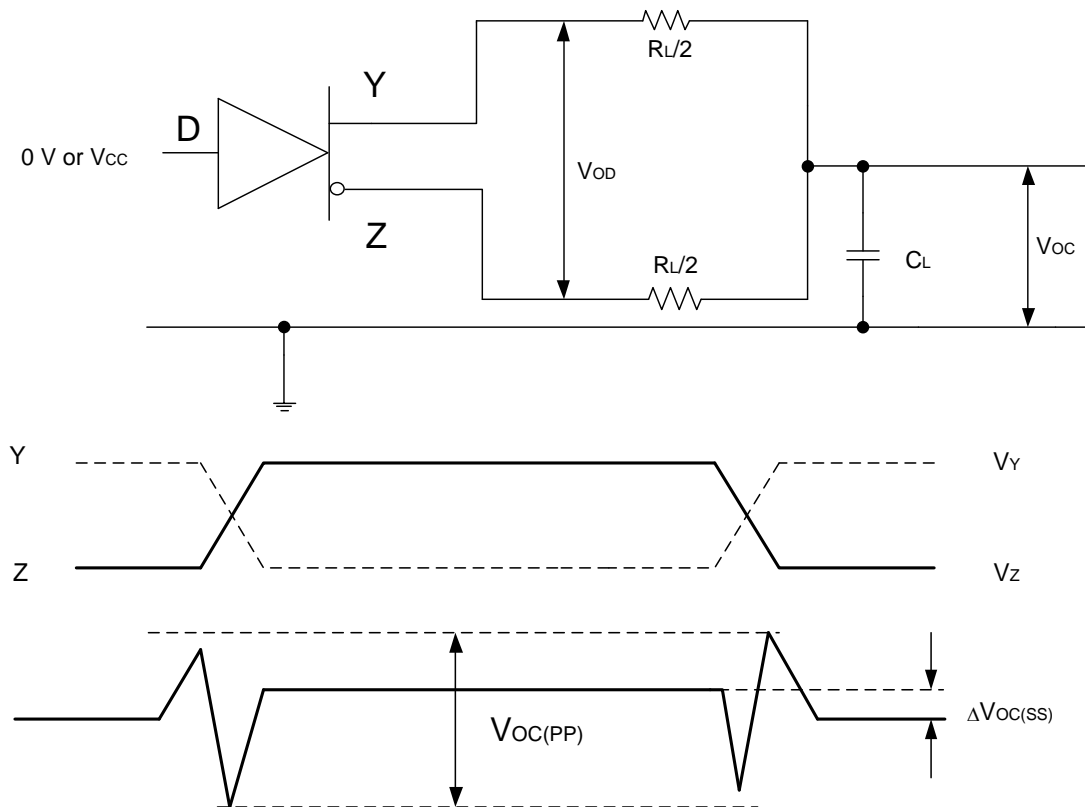 RL/2
Y
D
0 V or VCC
VOD
Z
RL/2
CL
VOC
Y
VY
Z
VZ
VOC(PP)
ΔVOC(SS)